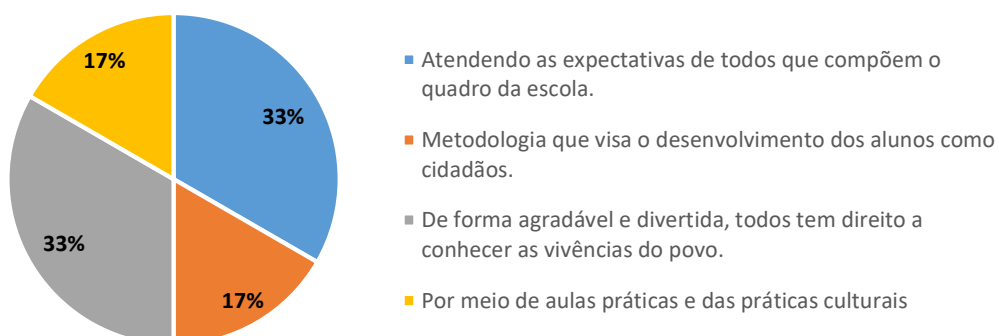 17%
33%
33%
17%
Atendendo as expectativas de todos que compõem o
quadro da escola.
Metodologia que visa o desenvolvimento dos alunos como
cidadãos.
De forma agradável e divertida, todos tem direito a
conhecer as vivências do povo.
Por meio de aulas práticas e das práticas culturais